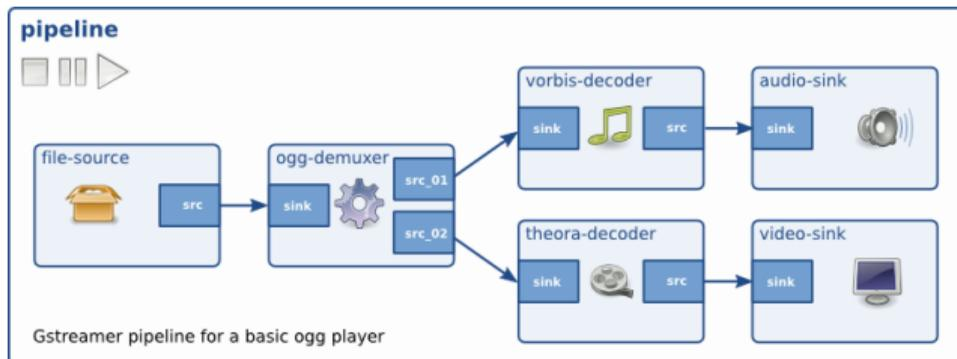 pipeline
file-source
src
ogg-demuxer
sink
src_01
src_02
vorbis-decoder
sink
src
audio-sink
sink
theora-decoder
sink
src
video-sink
sink
Gstreamer pipeline for a basic ogg player